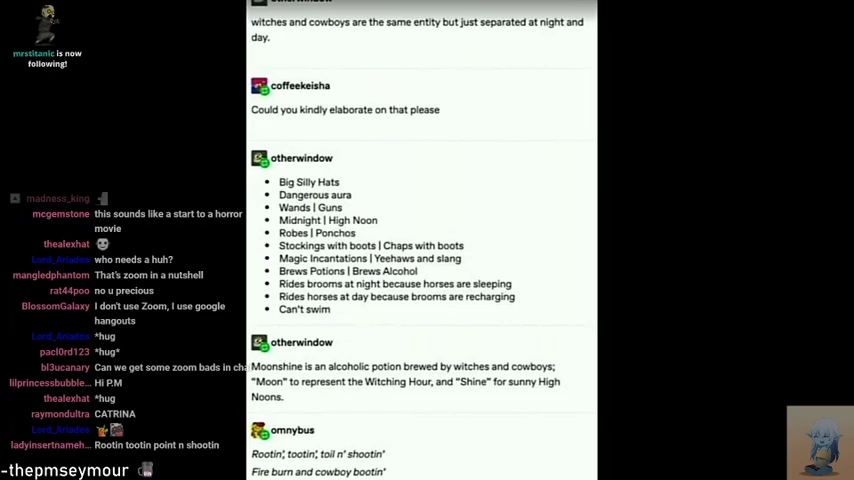 otherwindow
witches and cowboys are the same entity but just separated at night and
day.
mrstitanic is now
following!
coffeekeisha
Could you kindly elaborate on that please
otherwindow
Big Silly Hats
Dangerous aura
Wands | Guns
Midnight | High Noon
Robes | Ponchos
Stockings with boots | Chaps with boots
Magic Incantations | Yeehaws and slang
Brews Potions | Brews Alcohol
Rides brooms at night because horses are sleeping
Rides horses at day because brooms are recharging
Can't swim
otherwindow
Moonshine is an alcoholic potion brewed by witches and cowboys;
"Moon" to represent the Witching Hour, and "Shine" for sunny High
Noons.
omnybus
Rootin', tootin', toil n' shootin'
Fire burn and cowboy bootin'
madness_king
mcgemstone this sounds like a start to a horror
movie
thealexhat
Lord_Ariados who needs a huh?
mangledphantom That's zoom in a nutshell
rat44poo no u precious
BlossomGalaxy I don't use Zoom, I use google
hangouts
Lord_Ariados *hug
pacl0rd123 *hug*
bl3ucanary Can we get some zoom bads in cha
lilprincessbubble... Hi P.M
thealexhat *hug
raymondultra CATRINA
Lord_Ariados
ladyinsertnameh... Rootin tootin point n shootin
-thepmseymour